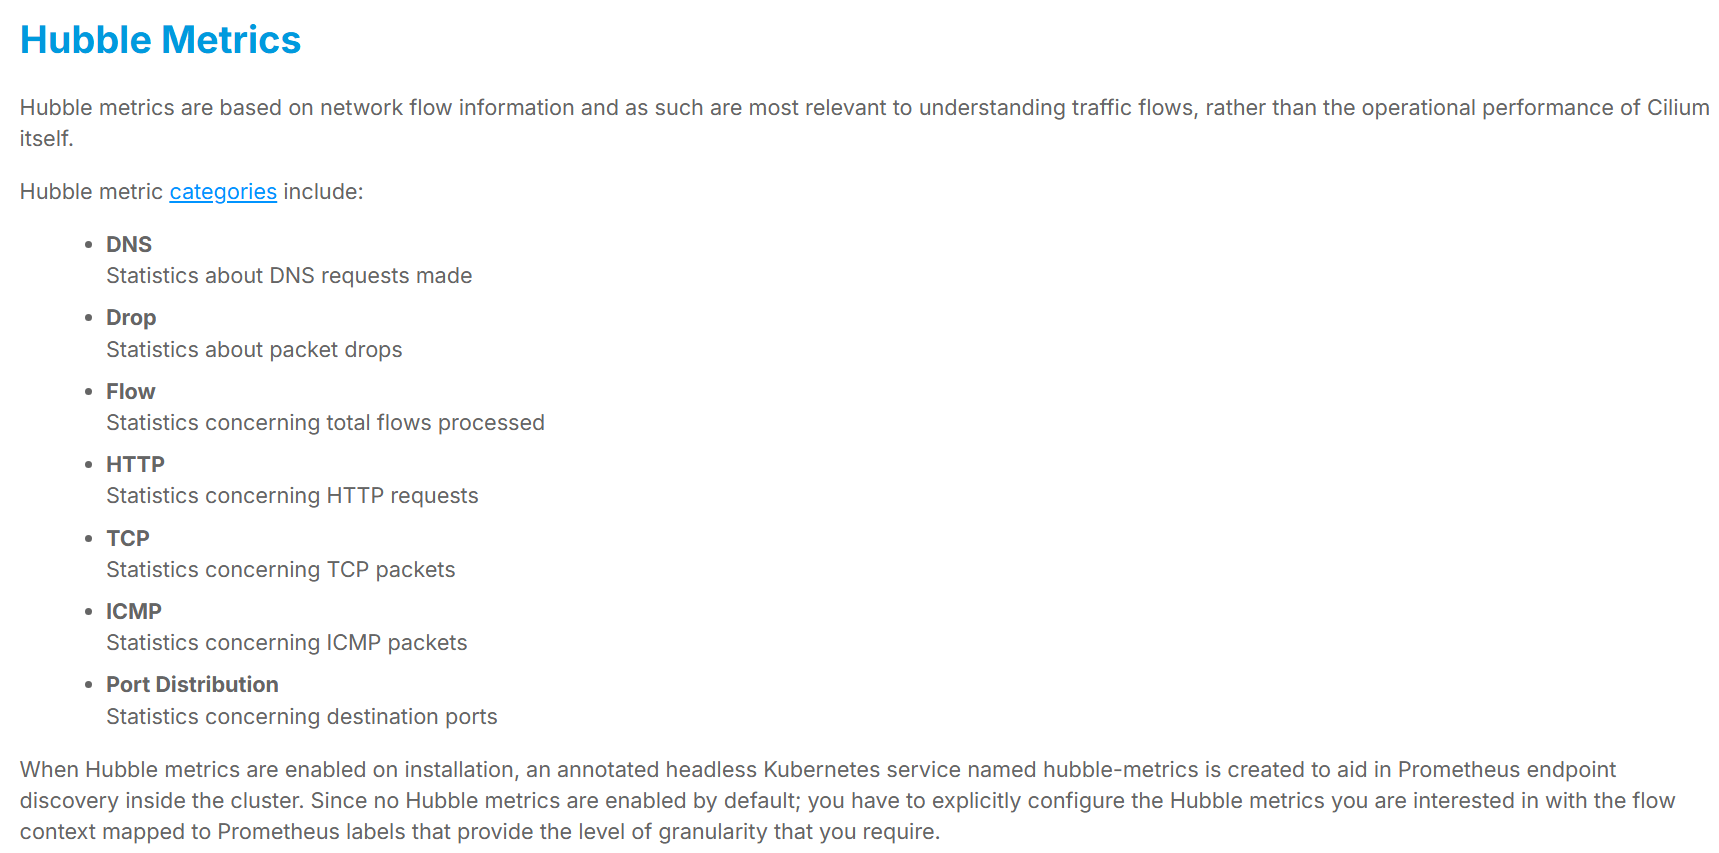 Hubble Metrics
Hubble metrics are based on network flow information and as such are most relevant to understanding traffic flows, rather than the operational performance of Cilium
itself.
Hubble metric categories include:
• DNS
Statistics about DNS requests made
• Drop
Statistics about packet drops
• Flow
Statistics concerning total flows processed
• HTTP
Statistics concerning HTTP requests
• TCP
Statistics concerning TCP packets
• ICMP
Statistics concerning ICMP packets
• Port Distribution
Statistics concerning destination ports
When Hubble metrics are enabled on installation, an annotated headless Kubernetes service named hubble-metrics is created to aid in Prometheus endpoint
discovery inside the cluster. Since no Hubble metrics are enabled by default; you have to explicitly configure the Hubble metrics you are interested in with the flow
context mapped to Prometheus labels that provide the level of granularity that you require.